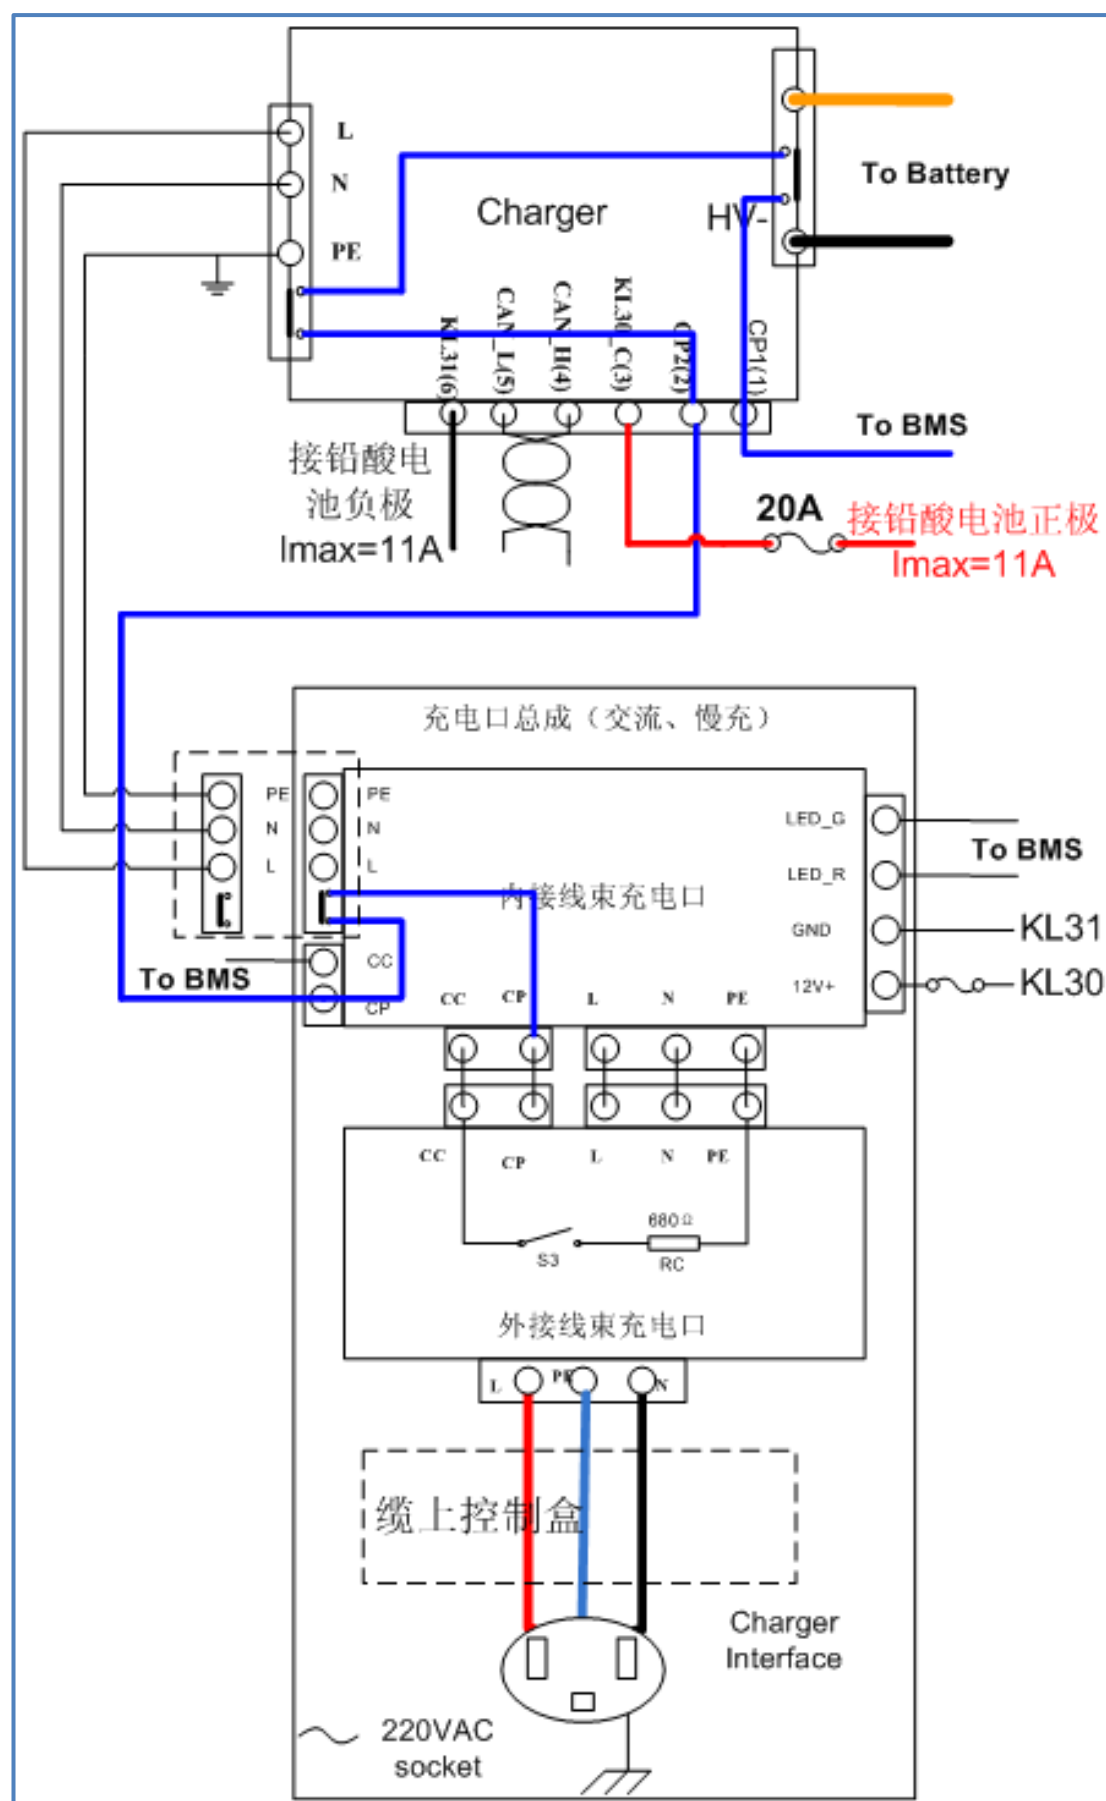 L
N
PE
Charger
HV-
To Battery
KL31(6)
CAN_L(5)
CAN_H(4)
KL30_C(3)
CP2(2)
CP1(1)
To BMS
接铅酸电
池负极
Imax=11A
20A
接铅酸电池正极
Imax=11A
充电口总成（交流、慢充）
PE
N
L
PE
N
L
CC
CP
To BMS
内接线束充电口
LED_G
LED_R
GND
12V+
To BMS
KL31
KL30
CC
CP
L
N
PE
CC
CP
L
N
PE
S3
680Ω
RC
外接线束充电口
L
PE
N
缆上控制盒
Charger
Interface
220VAC
socket